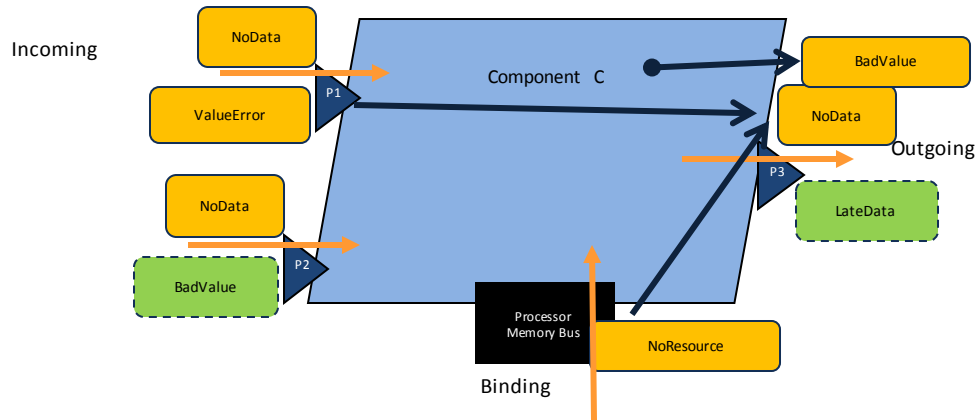 Incoming
NoData
P1
ValueError
Component C
BadValue
NoData
Outgoing
P3
LateData
NoData
P2
BadValue
Processor
Memory Bus
NoResource
Binding